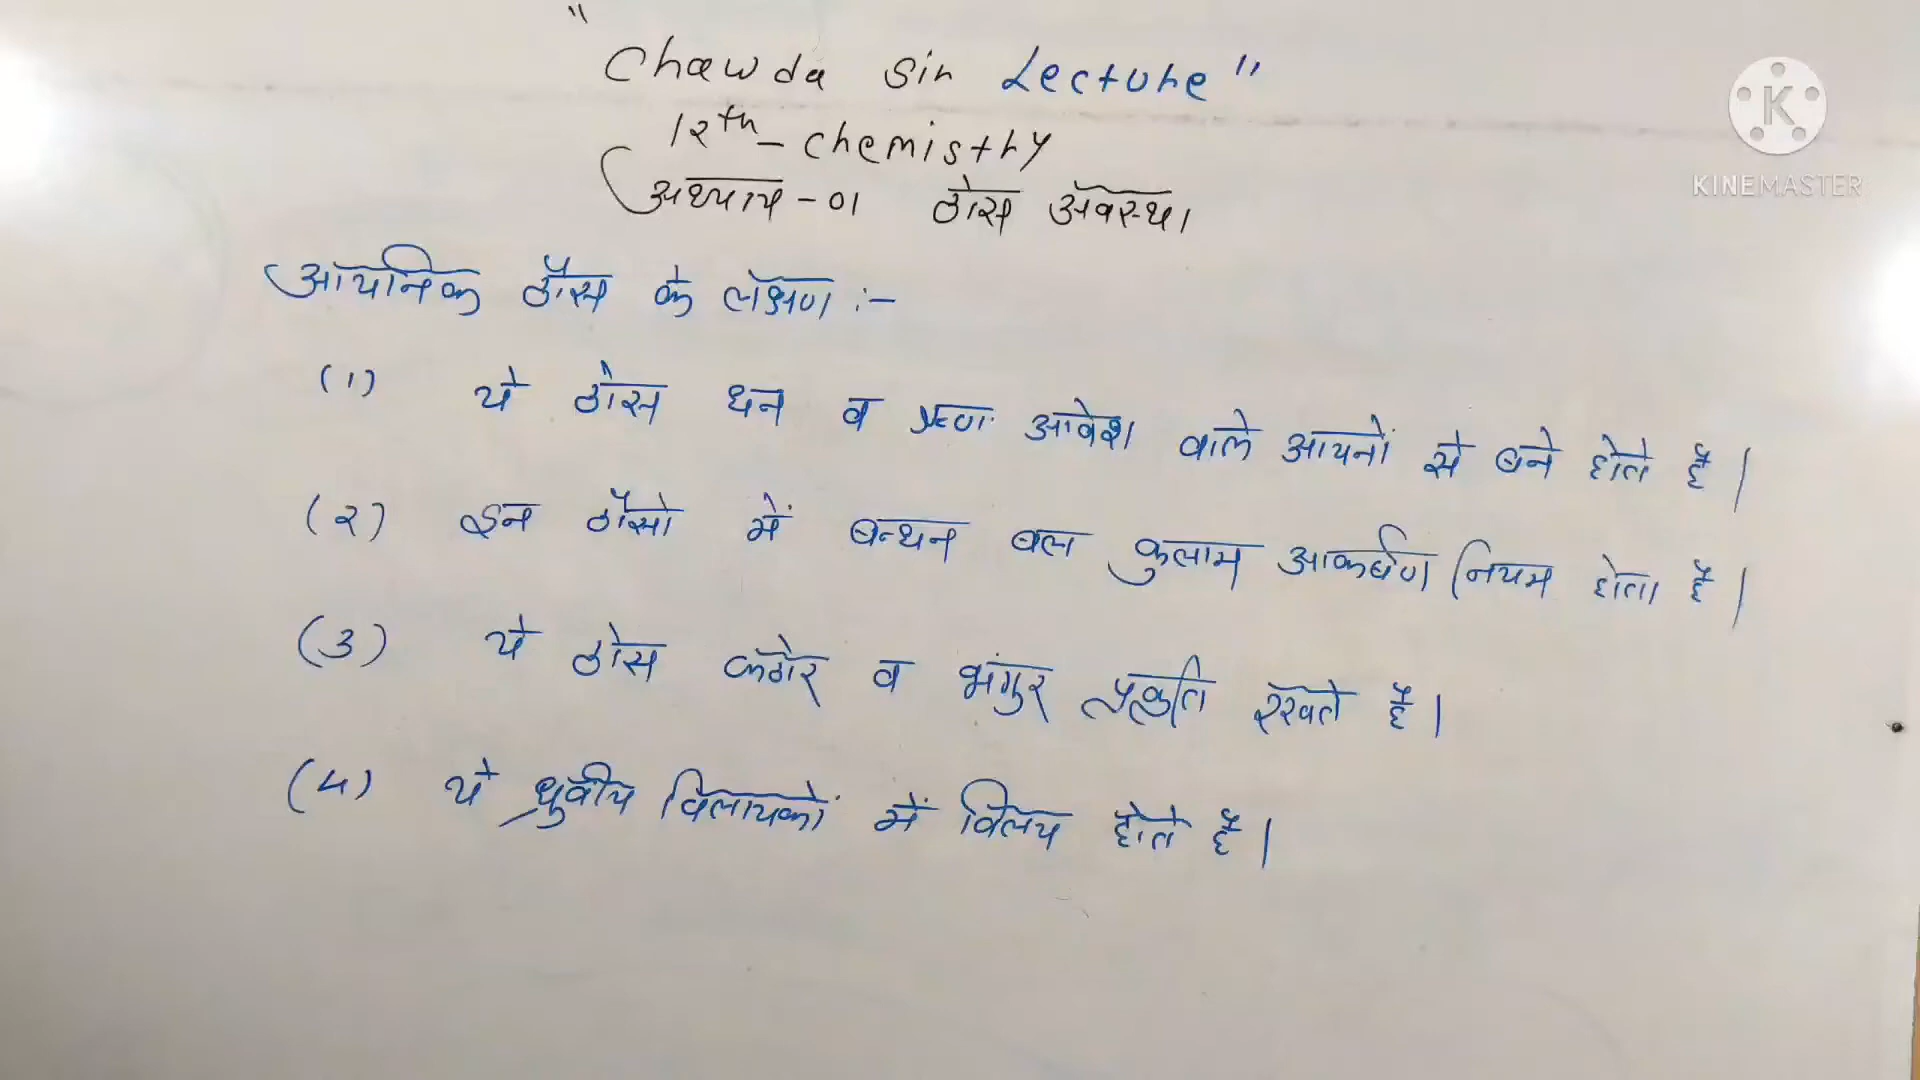 "Chawda Sir Lecture"
12th - chemistry
अध्याय - 01 ठोस अवस्था
आयनिक ठोस के लक्षण :-
(1) ये ठोस धन व ऋण आवेश वाले आयनों से बने होते है।
(2) इन ठोसो में बन्धन बल कुलाम आकर्षण नियम होता है।
(3) ये ठोस कठोर व भंगुर प्रकृति रखते है।
(4) ये ध्रुवीय विलायकों में विलय होते है।
K
KINEMASTER